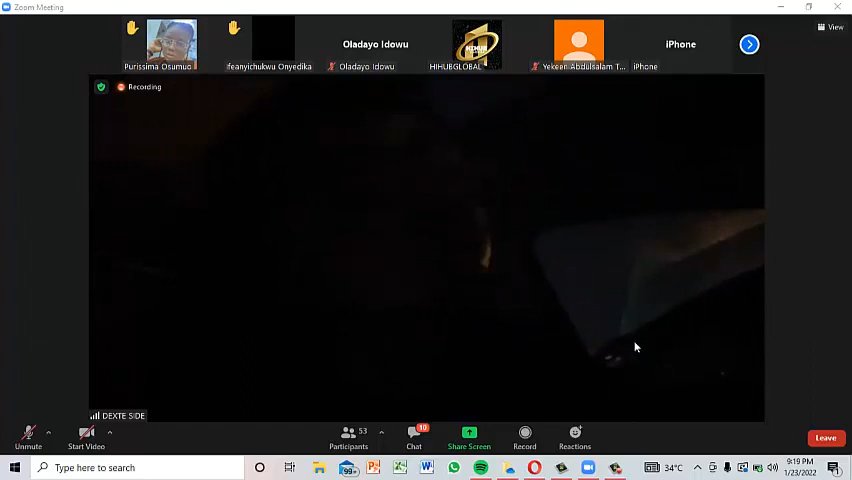 Zoom Meeting
View
Oladayo Idowu
iPhone
HIHUB
Purissima Osumuo
Ifeanyichukwu Onyedika
Oladayo Idowu
HIHUBGLOBAL
Yekeen Abdulsalam T...
iPhone
Recording
DEXTE SIDE
Unmute
Start Video
53
Participants
10
Chat
Share Screen
Record
Reactions
Leave
Type here to search
99+
34°C
9:19 PM
1/23/2022